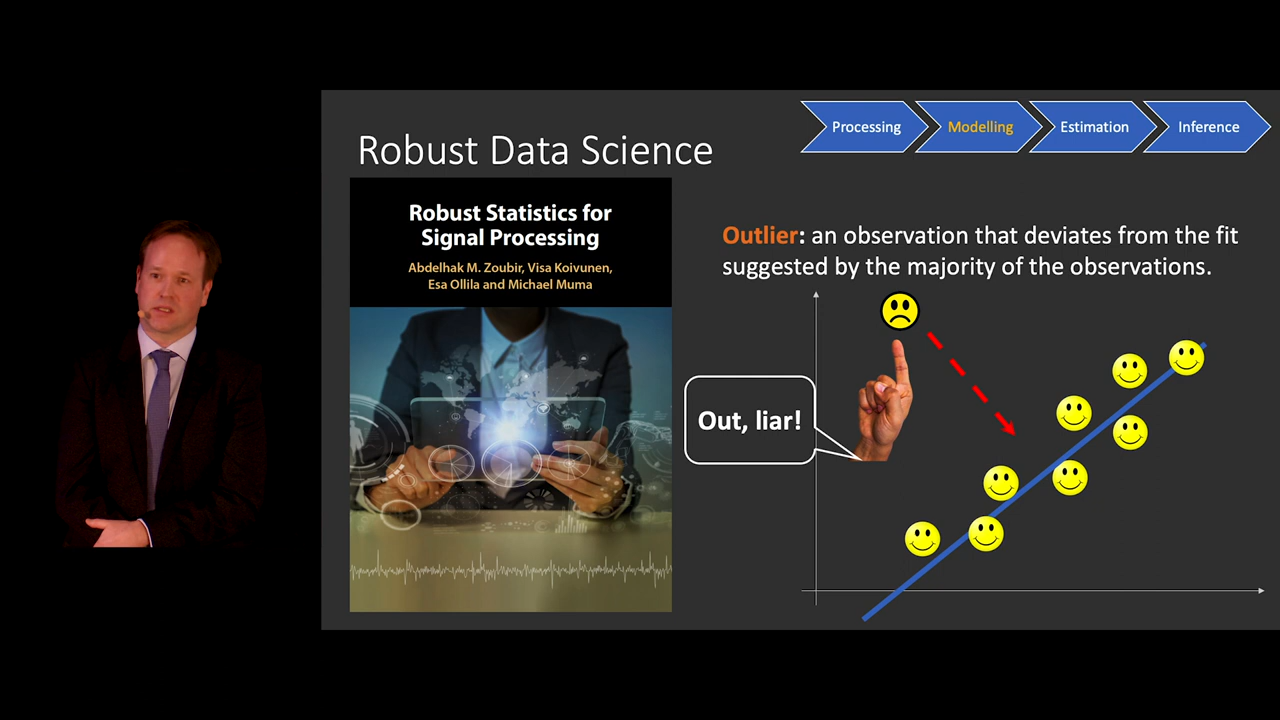 Processing
Modelling
Estimation
Inference
Robust Data Science
Robust Statistics for
Signal Processing
Abdelhak M. Zoubir, Visa Koivunen,
Esa Ollila and Michael Muma
Outlier: an observation that deviates from the fit
suggested by the majority of the observations.
Out, liar!